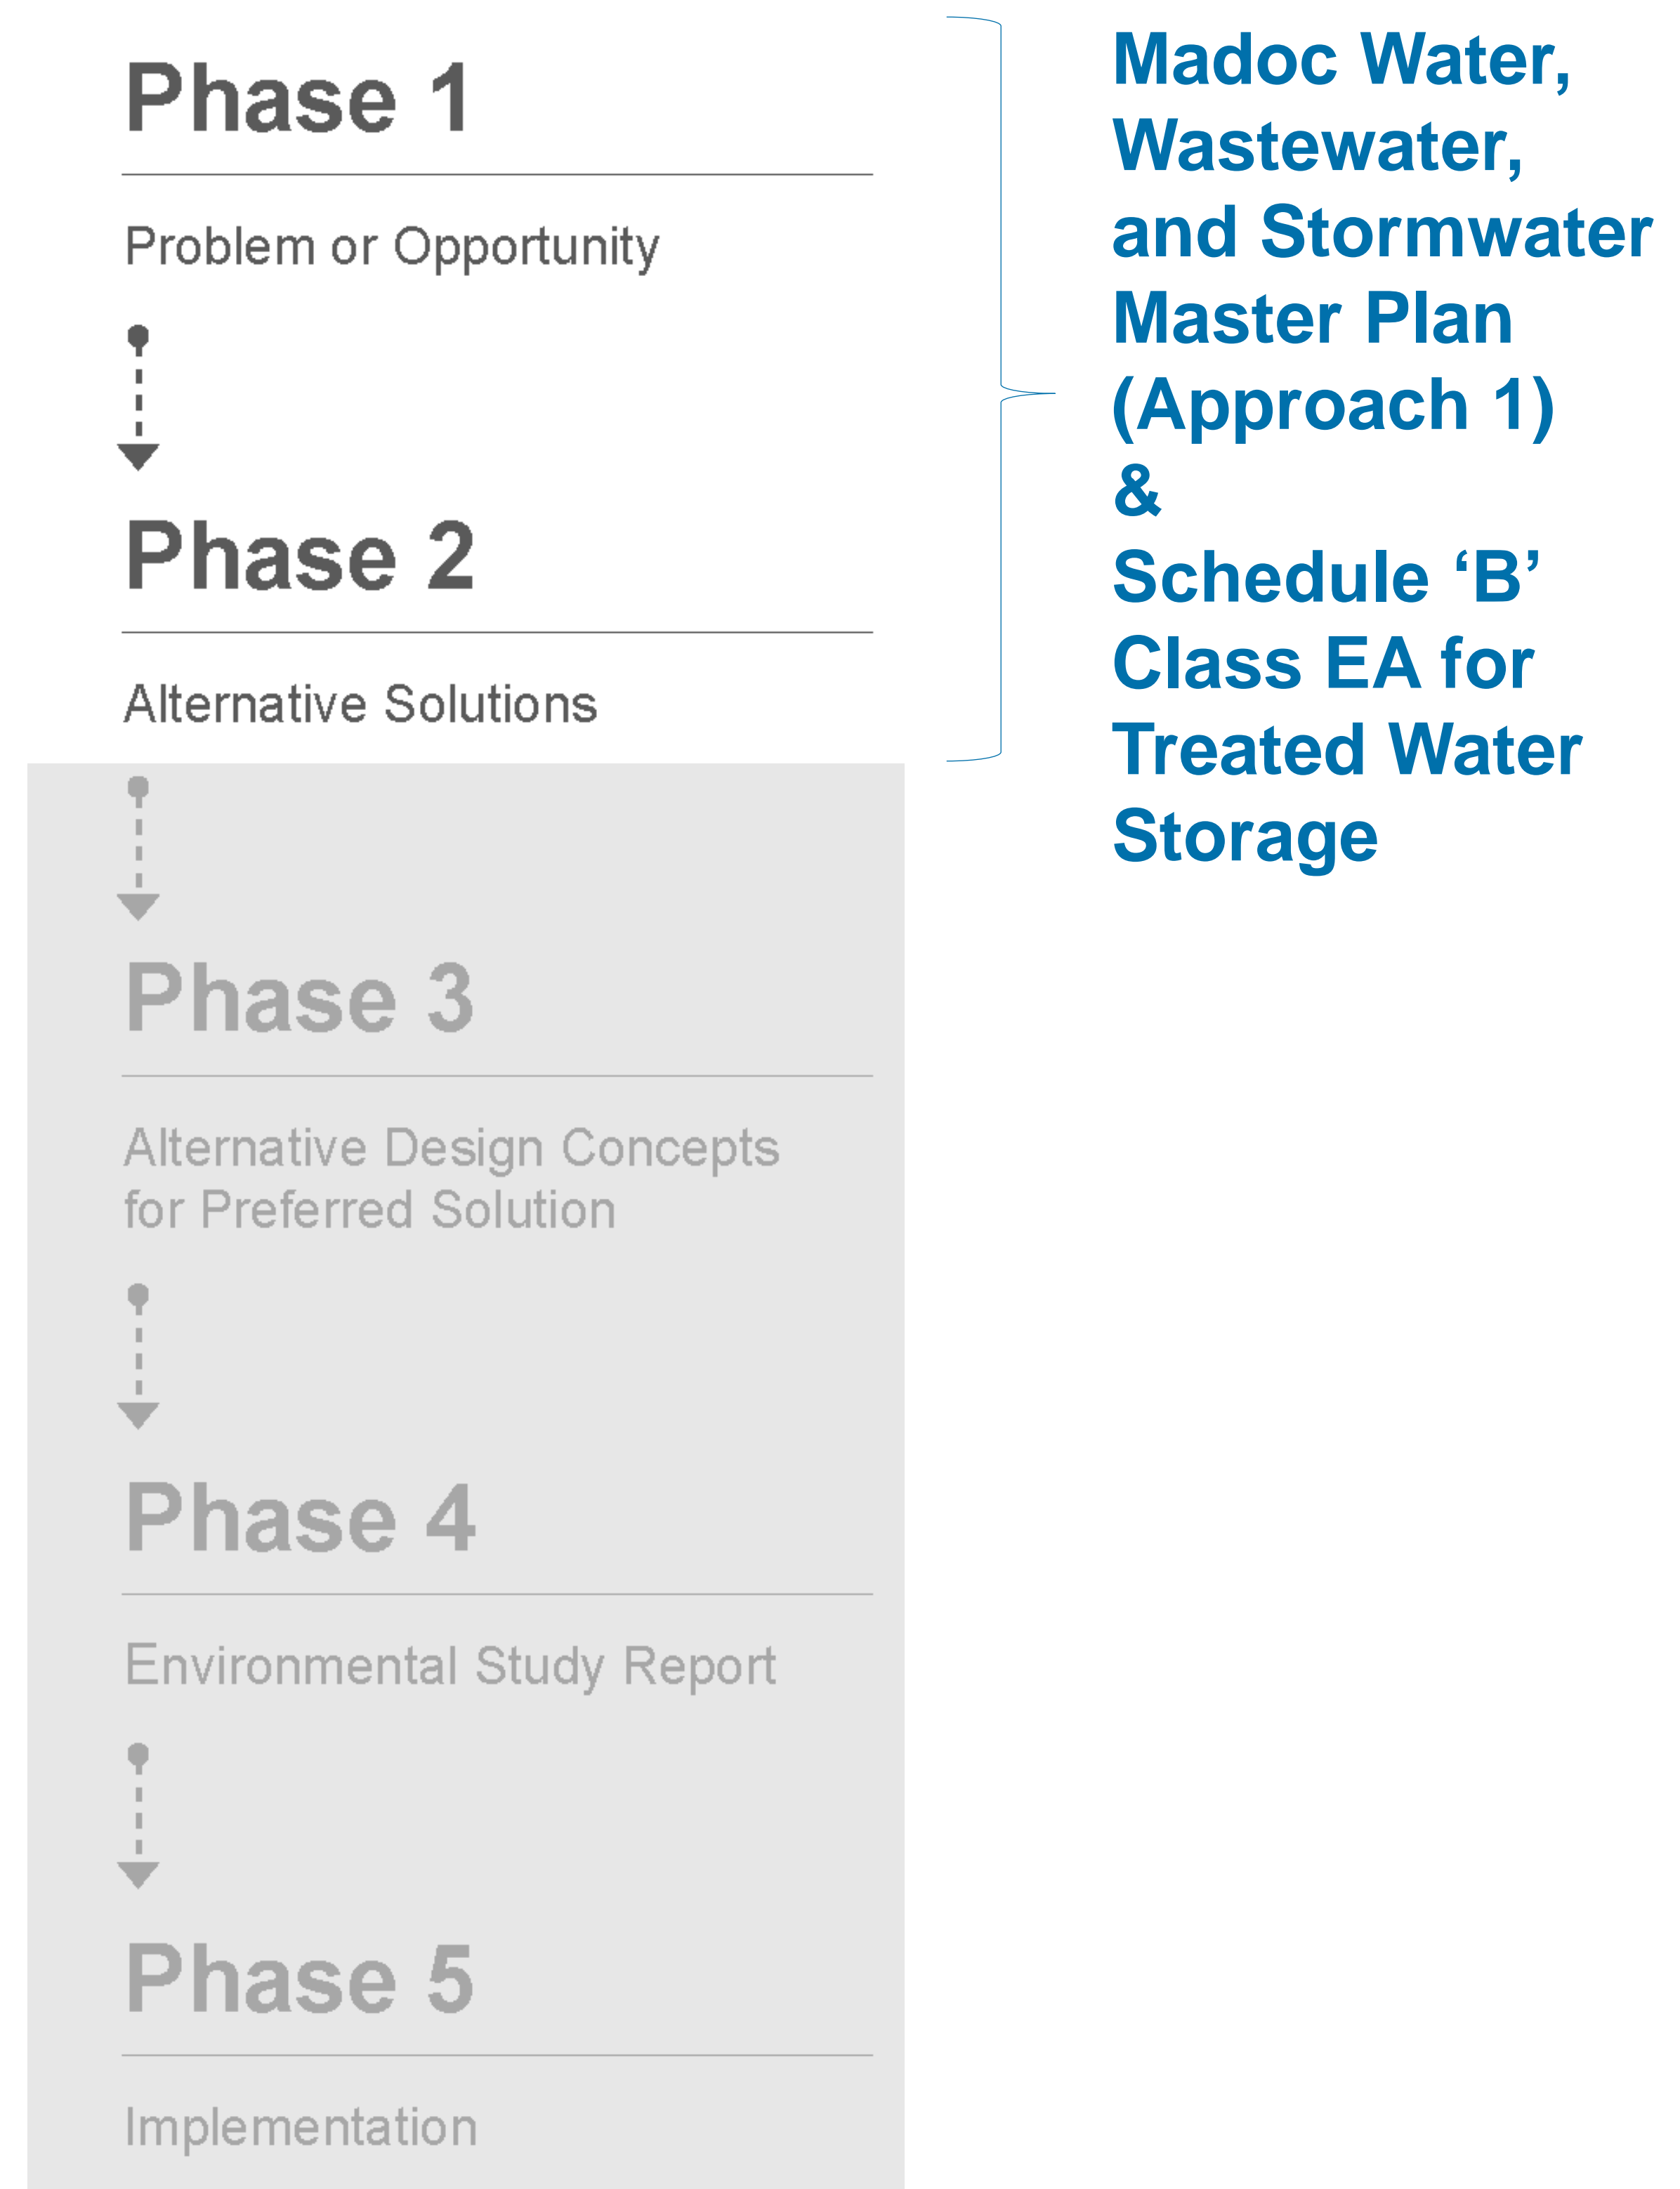 Phase 1
Problem or Opportunity
Phase 2
Alternative Solutions
Phase 3
Alternative Design Concepts
for Preferred Solution
Phase 4
Environmental Study Report
Phase 5
Implementation
Madoc Water,
Wastewater,
and Stormwater
Master Plan
(Approach 1)
&
Schedule ‘B’
Class EA for
Treated Water
Storage